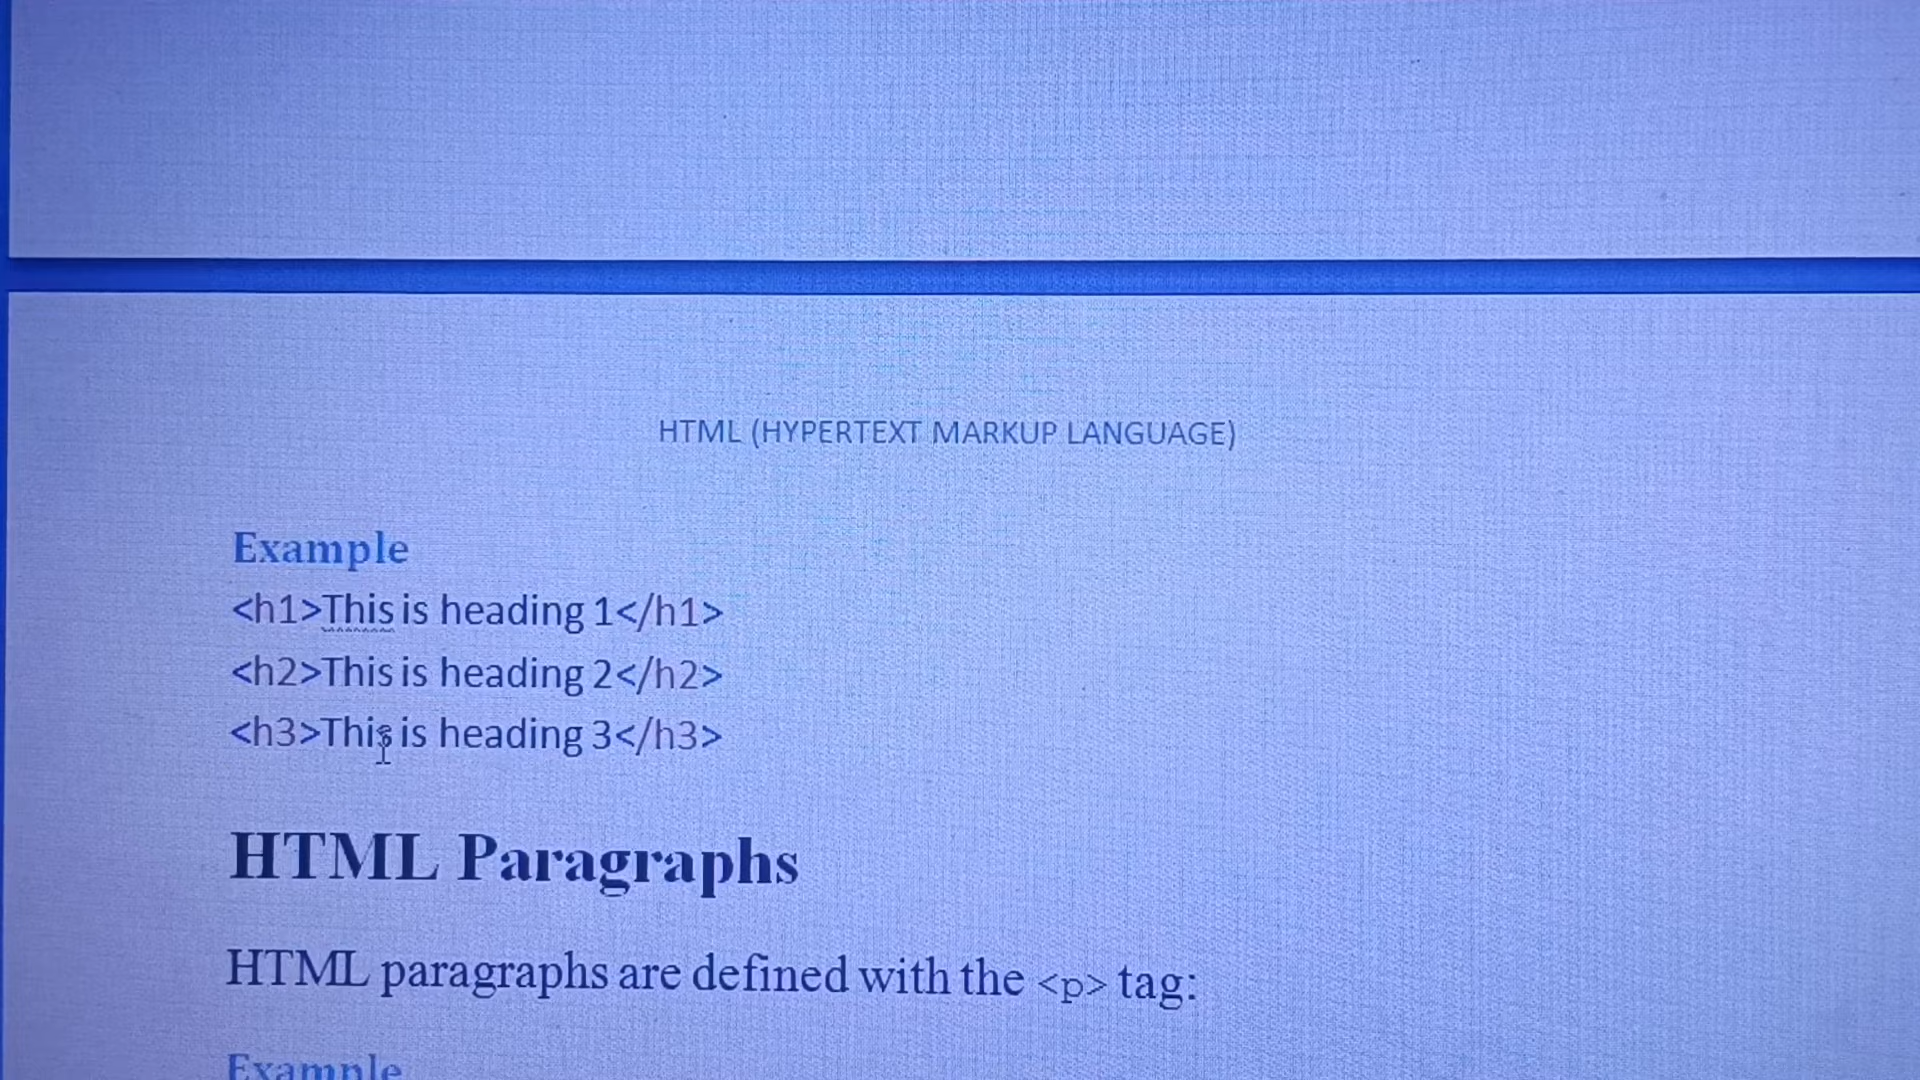 HTML (HYPERTEXT MARKUP LANGUAGE)
Example
<h1>This is heading 1</h1>
<h2>This is heading 2</h2>
<h3>This is heading 3</h3>
HTML Paragraphs
HTML paragraphs are defined with the <p> tag:
Example